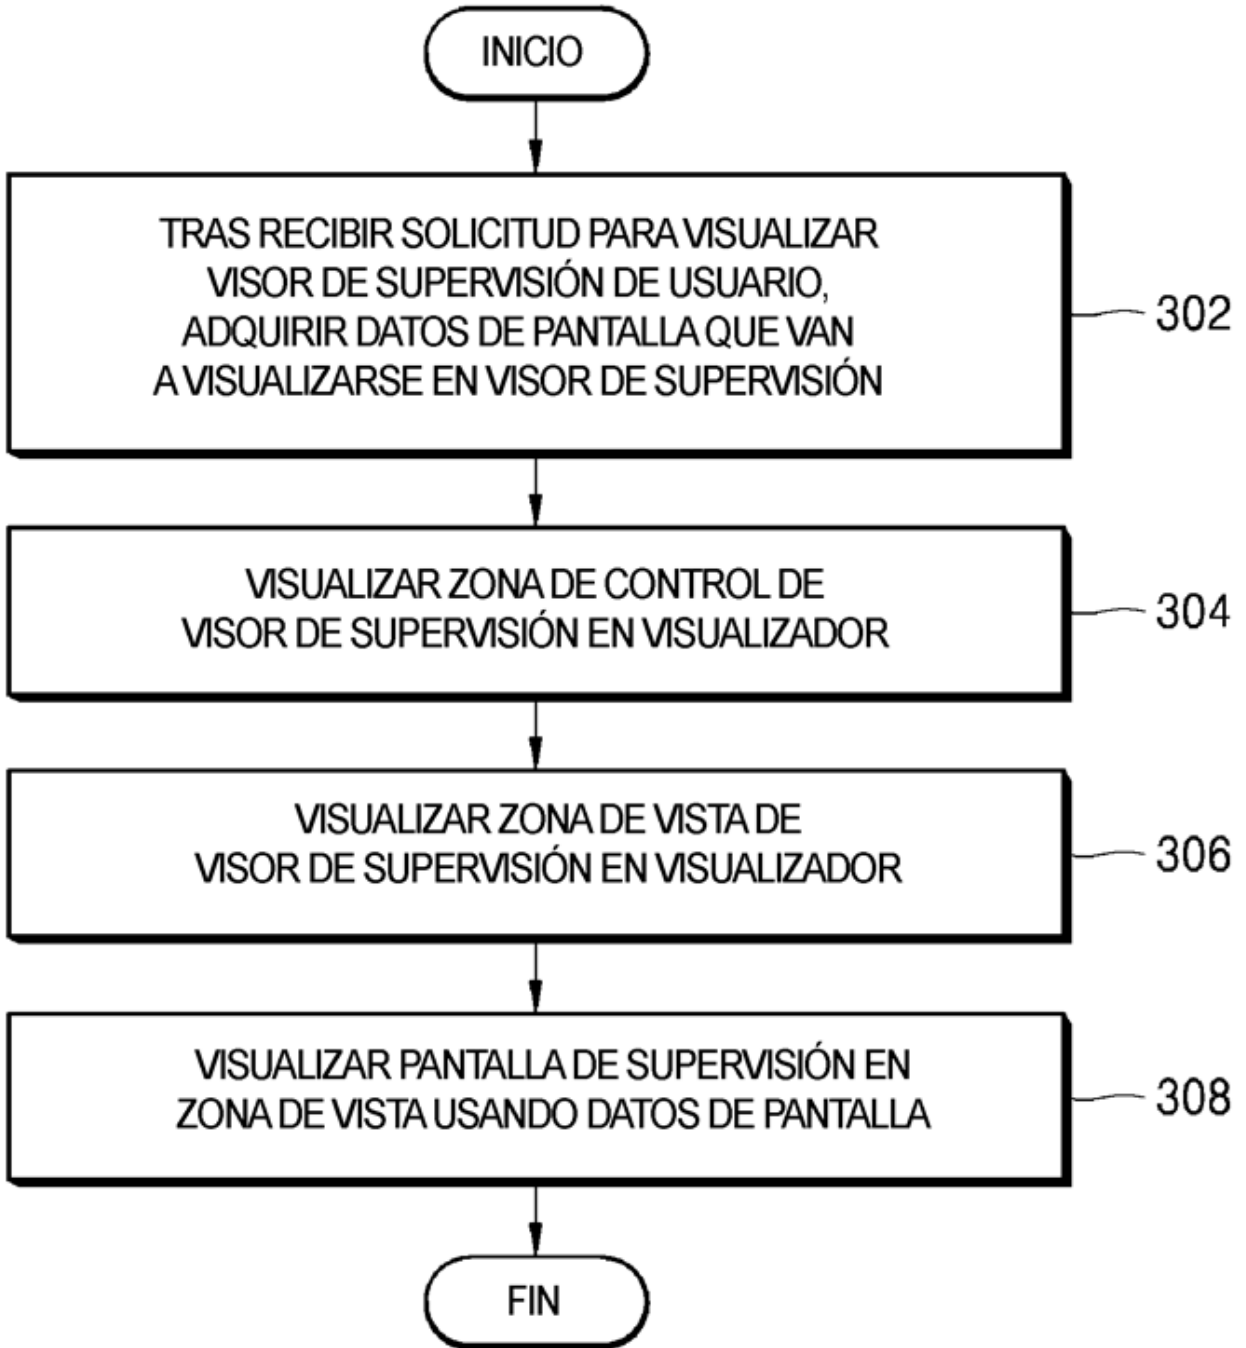 INICIO
TRAS RECIBIR SOLICITUD PARA VISUALIZAR
VISOR DE SUPERVISIÓN DE USUARIO,
ADQUIRIR DATOS DE PANTALLA QUE VAN
A VISUALIZARSE EN VISOR DE SUPERVISIÓN
302
VISUALIZAR ZONA DE CONTROL DE
VISOR DE SUPERVISIÓN EN VISUALIZADOR
304
VISUALIZAR ZONA DE VISTA DE
VISOR DE SUPERVISIÓN EN VISUALIZADOR
306
VISUALIZAR PANTALLA DE SUPERVISIÓN EN
ZONA DE VISTA USANDO DATOS DE PANTALLA
308
FIN